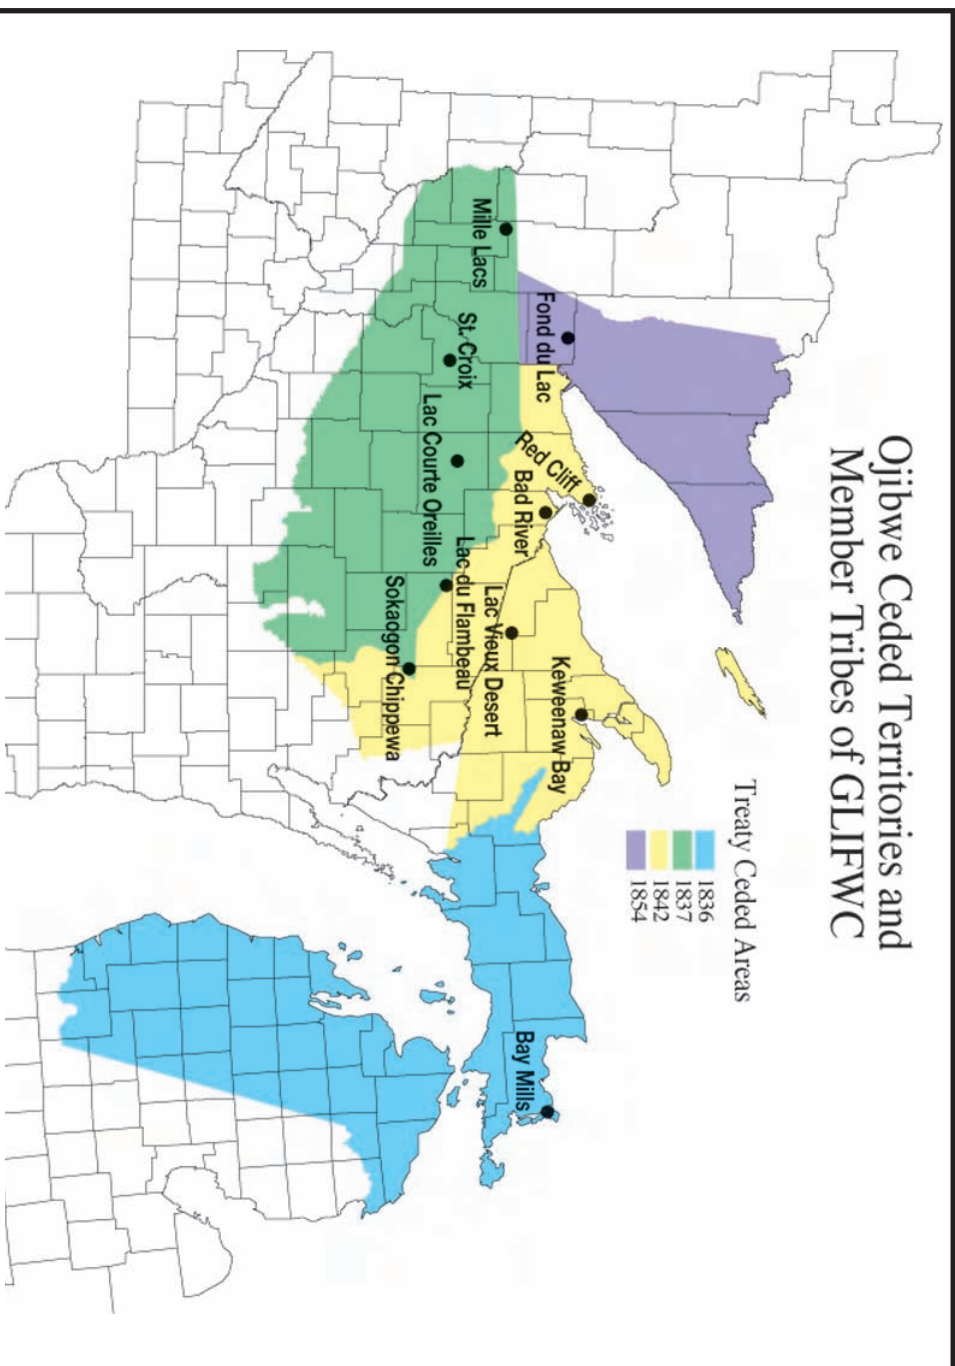 Ojibwe Ceded Territories and
Member Tribes of GLIFWC
Treaty Ceded Areas
1836
1837
1842
1854
Mille Lacs
Fond du Lac
St. Croix
Lac Courte Oreilles
Red Cliff
Bad River
Lac du Flambeau
Sokaogon Chippewa
Lac Vieux Desert
Keweenaw Bay
Bay Mills